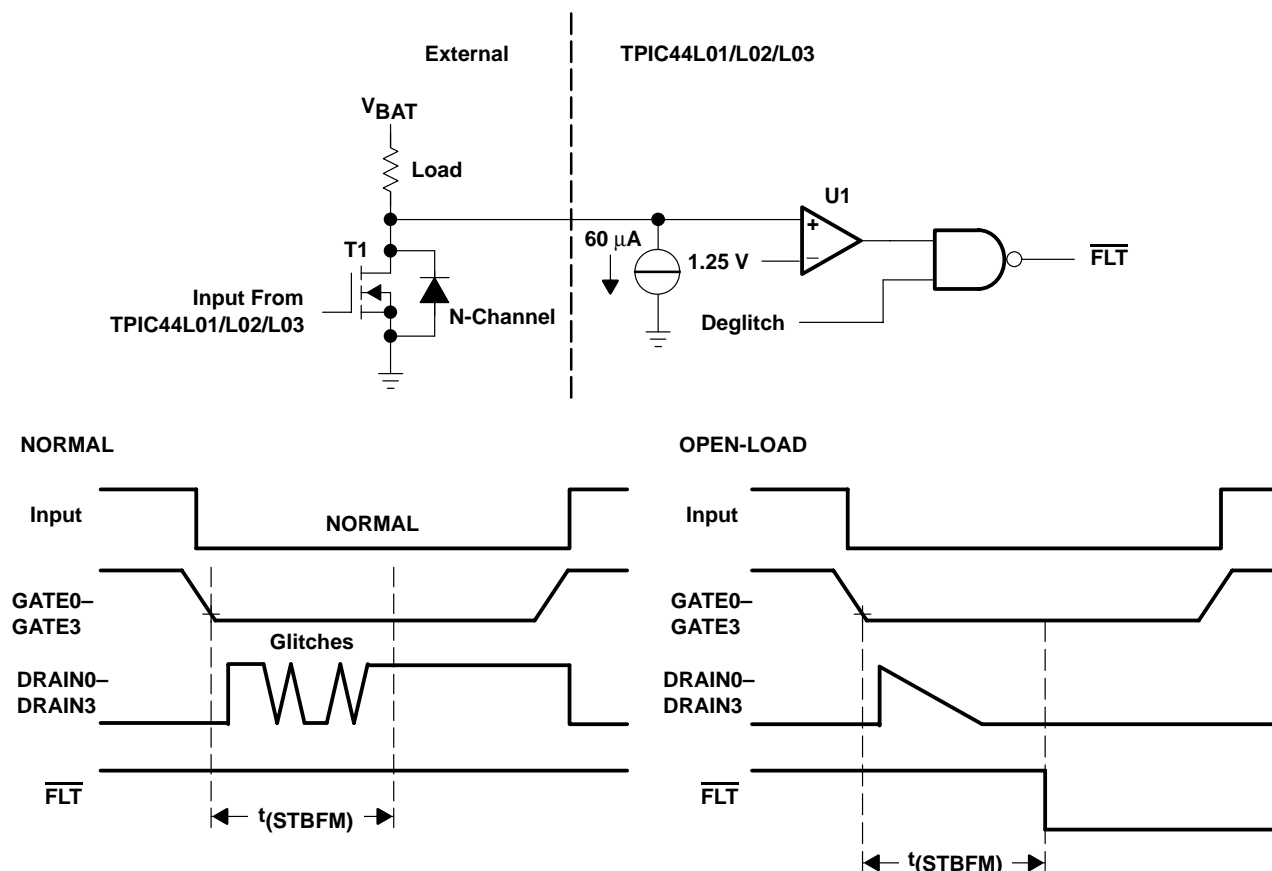 External
TPIC44L01/L02/L03
VBAT
Load
U1
+
60 μA
1.25 V
–
FLT
T1
Input From
TPIC44L01/L02/L03
N-Channel
Deglitch
NORMAL
Input
NORMAL
GATE0–
GATE3
Glitches
DRAIN0–
DRAIN3
FLT
t(STBFM)
OPEN-LOAD
Input
GATE0–
GATE3
DRAIN0–
DRAIN3
FLT
t(STBFM)